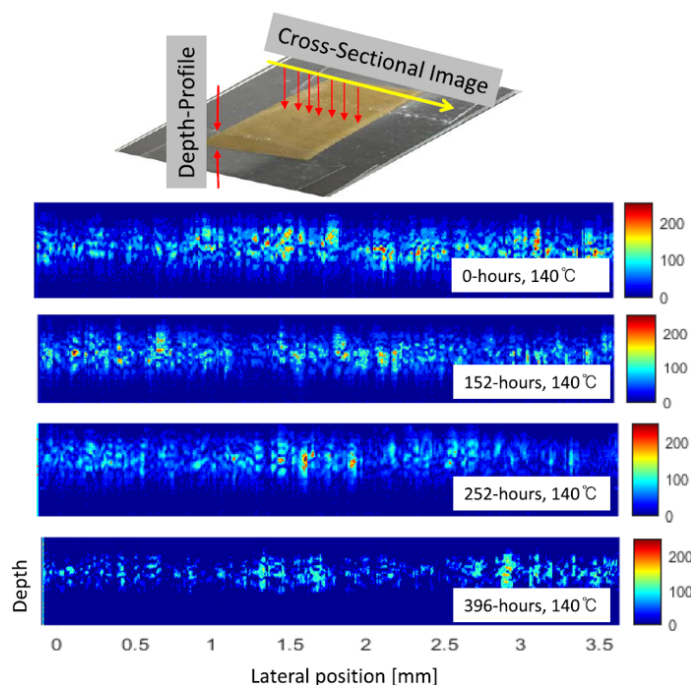 Cross-Sectional Image
Depth-Profile
200
100
0
0-hours, 140℃
200
100
0
152-hours, 140℃
200
100
0
252-hours, 140℃
200
100
0
396-hours, 140℃
Depth
0 0.5 1 1.5 2 2.5 3 3.5
Lateral position [mm]